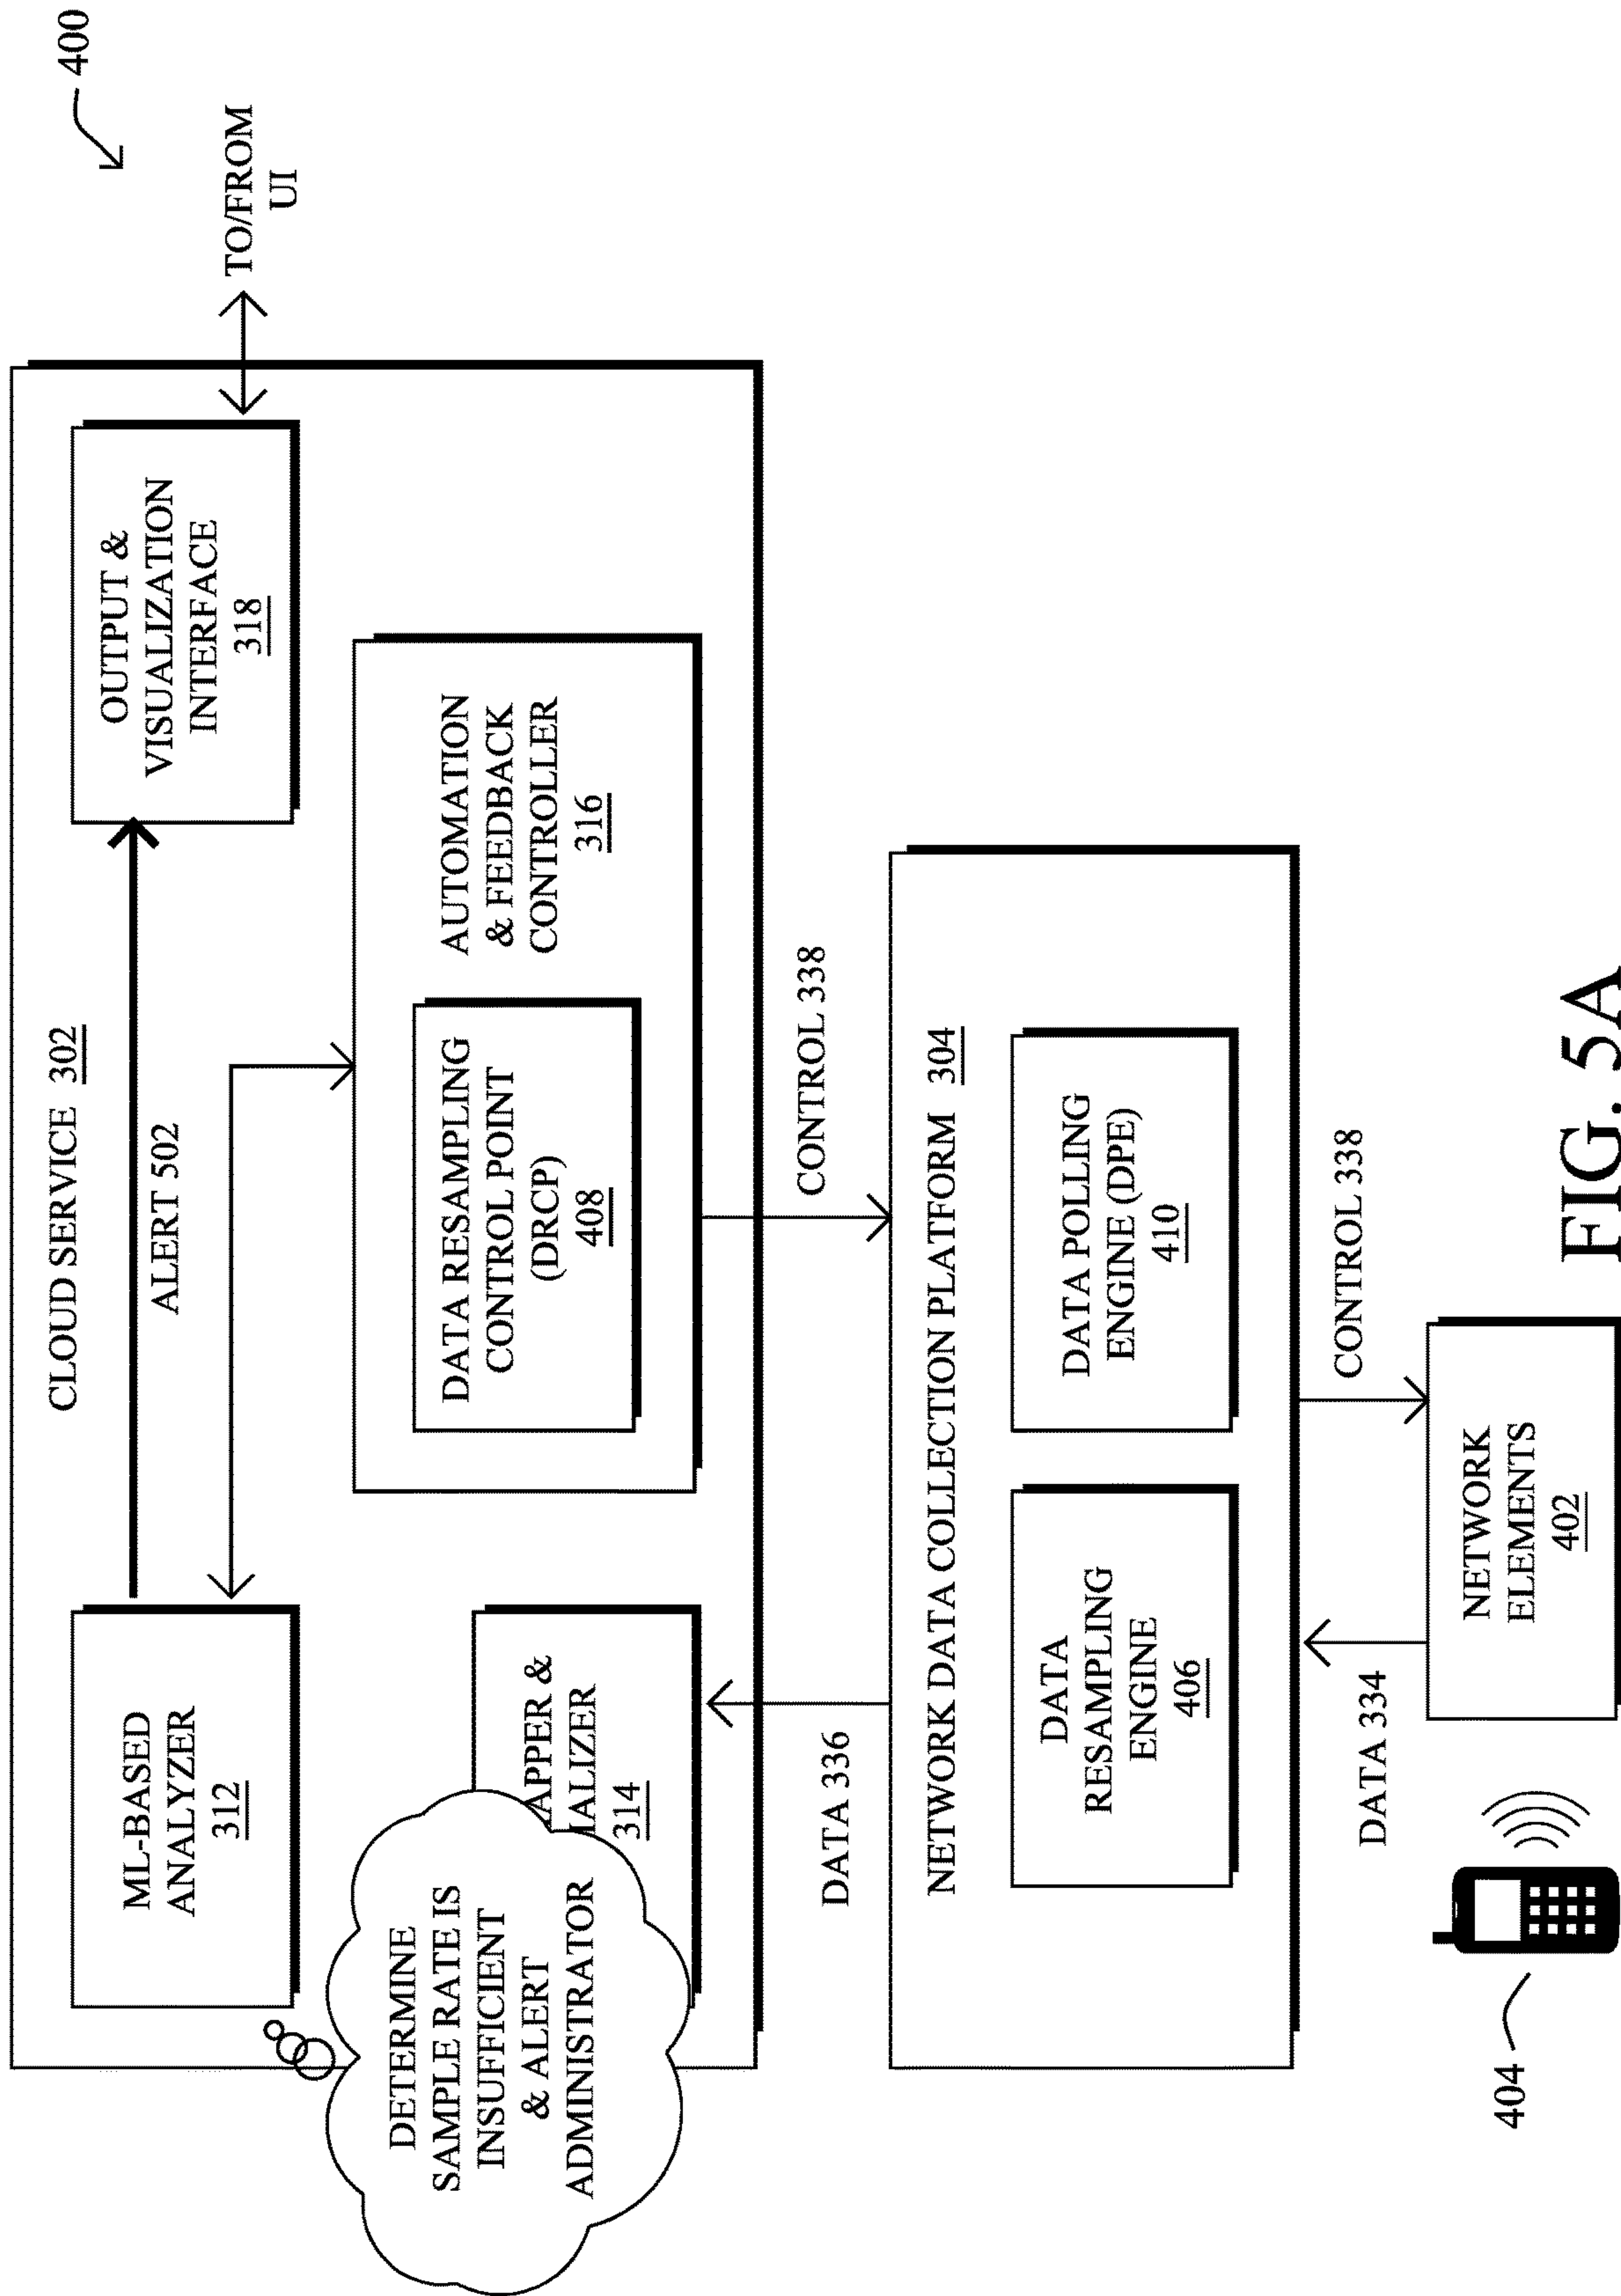 400
CLOUD SERVICE 302
ML-BASED
ANALYZER
312
ALERT 502
OUTPUT &
VISUALIZATION
INTERFACE
318
TO/FROM
UI
DETERMINE
SAMPLE RATE IS
INSUFFICIENT
& ALERT
ADMINISTRATOR
APPER &
ALIZER
314
DATA RESAMPLING
CONTROL POINT
(DRCP)
408
AUTOMATION
& FEEDBACK
CONTROLLER
316
DATA 336
CONTROL 338
NETWORK DATA COLLECTION PLATFORM 304
DATA
RESAMPLING
ENGINE
406
DATA POLLING
ENGINE (DPE)
410
DATA 334
CONTROL 338
404
NETWORK
ELEMENTS
402
FIG. 5A